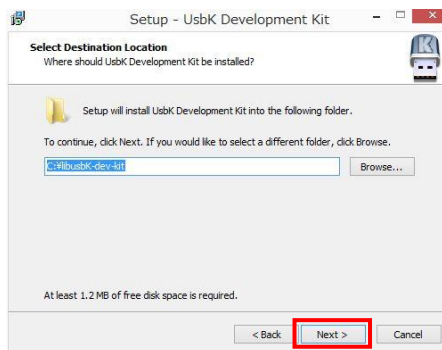 Setup - UsbK Development Kit
Select Destination Location
Where should UsbK Development Kit be installed?
Setup will install UsbK Development Kit into the following folder.
To continue, click Next. If you would like to select a different folder, click Browse.
C:¥libusbK-dev-kit
Browse...
At least 1.2 MB of free disk space is required.
< Back
Next >
Cancel